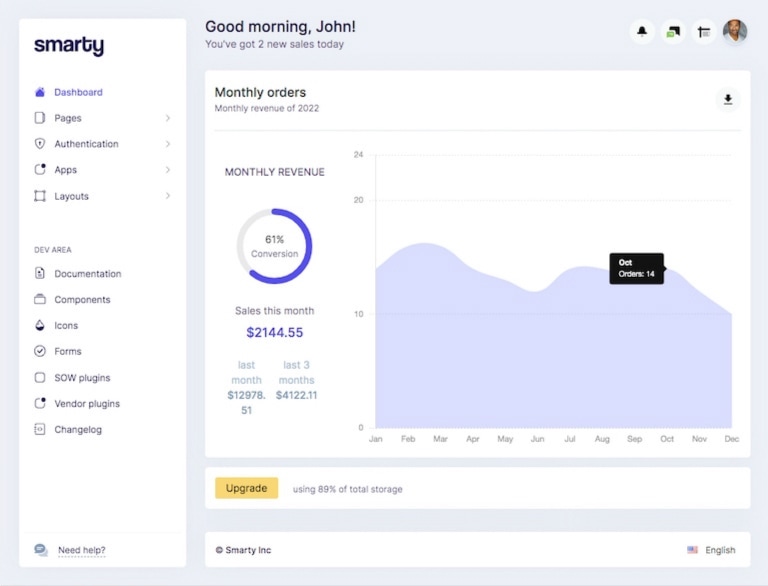 smarty
Dashboard
Pages
Authentication
Apps
Layouts
DEV AREA
Documentation
Components
Icons
Forms
SOW plugins
Vendor plugins
Changelog
Need help?
Good morning, John!
You've got 2 new sales today
Monthly orders
Monthly revenue of 2022
MONTHLY REVENUE
61%
Conversion
Sales this month
$2144.55
last
month
$12978.
51
last 3
months
$4122.11
24
20
10
0
Oct
Orders: 14
Jan Feb Mar Apr May Jun Jul Aug Sep Oct Nov Dec
Upgrade using 89% of total storage
© Smarty Inc English